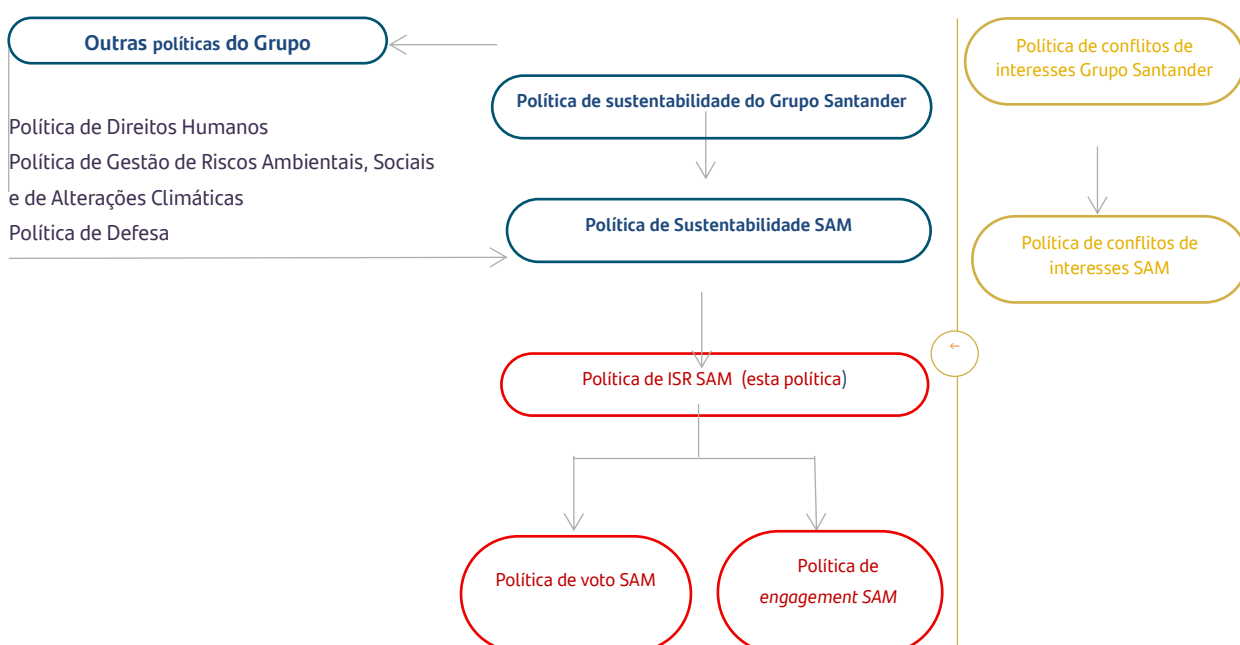 Outras políticas do Grupo
Política de Direitos Humanos
Política de Gestão de Riscos Ambientais, Sociais
e de Alterações Climáticas
Política de Defesa
Política de sustentabilidade do Grupo Santander
Política de Sustentabilidade SAM
Política de ISR SAM (esta política)
Política de voto SAM
Política de
engagement SAM
Política de conflitos de
interesses Grupo Santander
Política de conflitos de
interesses SAM
←